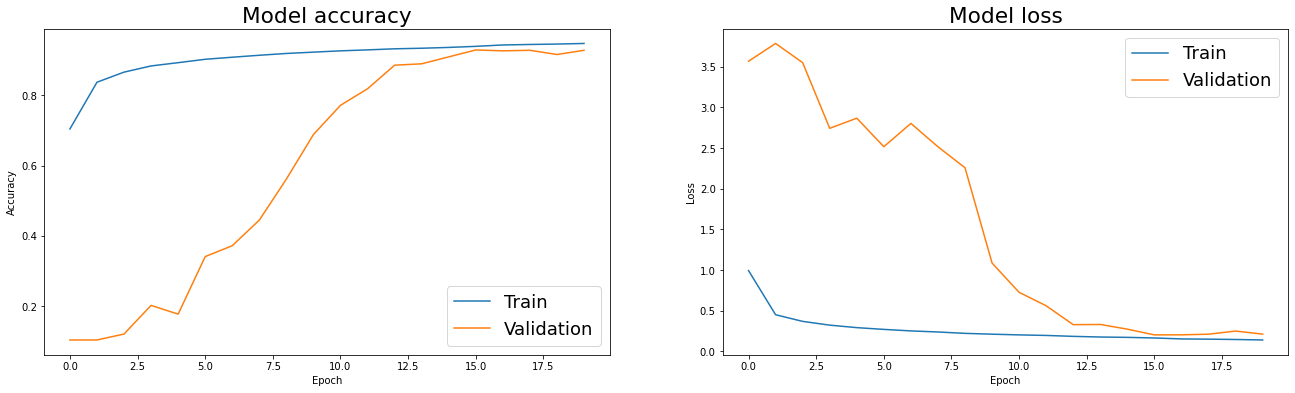 Model accuracy
Accuracy
0.8
0.6
0.4
0.2
Train
Validation
0.0 2.5 5.0 7.5 10.0 12.5 15.0 17.5
Epoch
Model loss
Loss
3.5
3.0
2.5
2.0
1.5
1.0
0.5
0.0
Train
Validation
0.0 2.5 5.0 7.5 10.0 12.5 15.0 17.5
Epoch